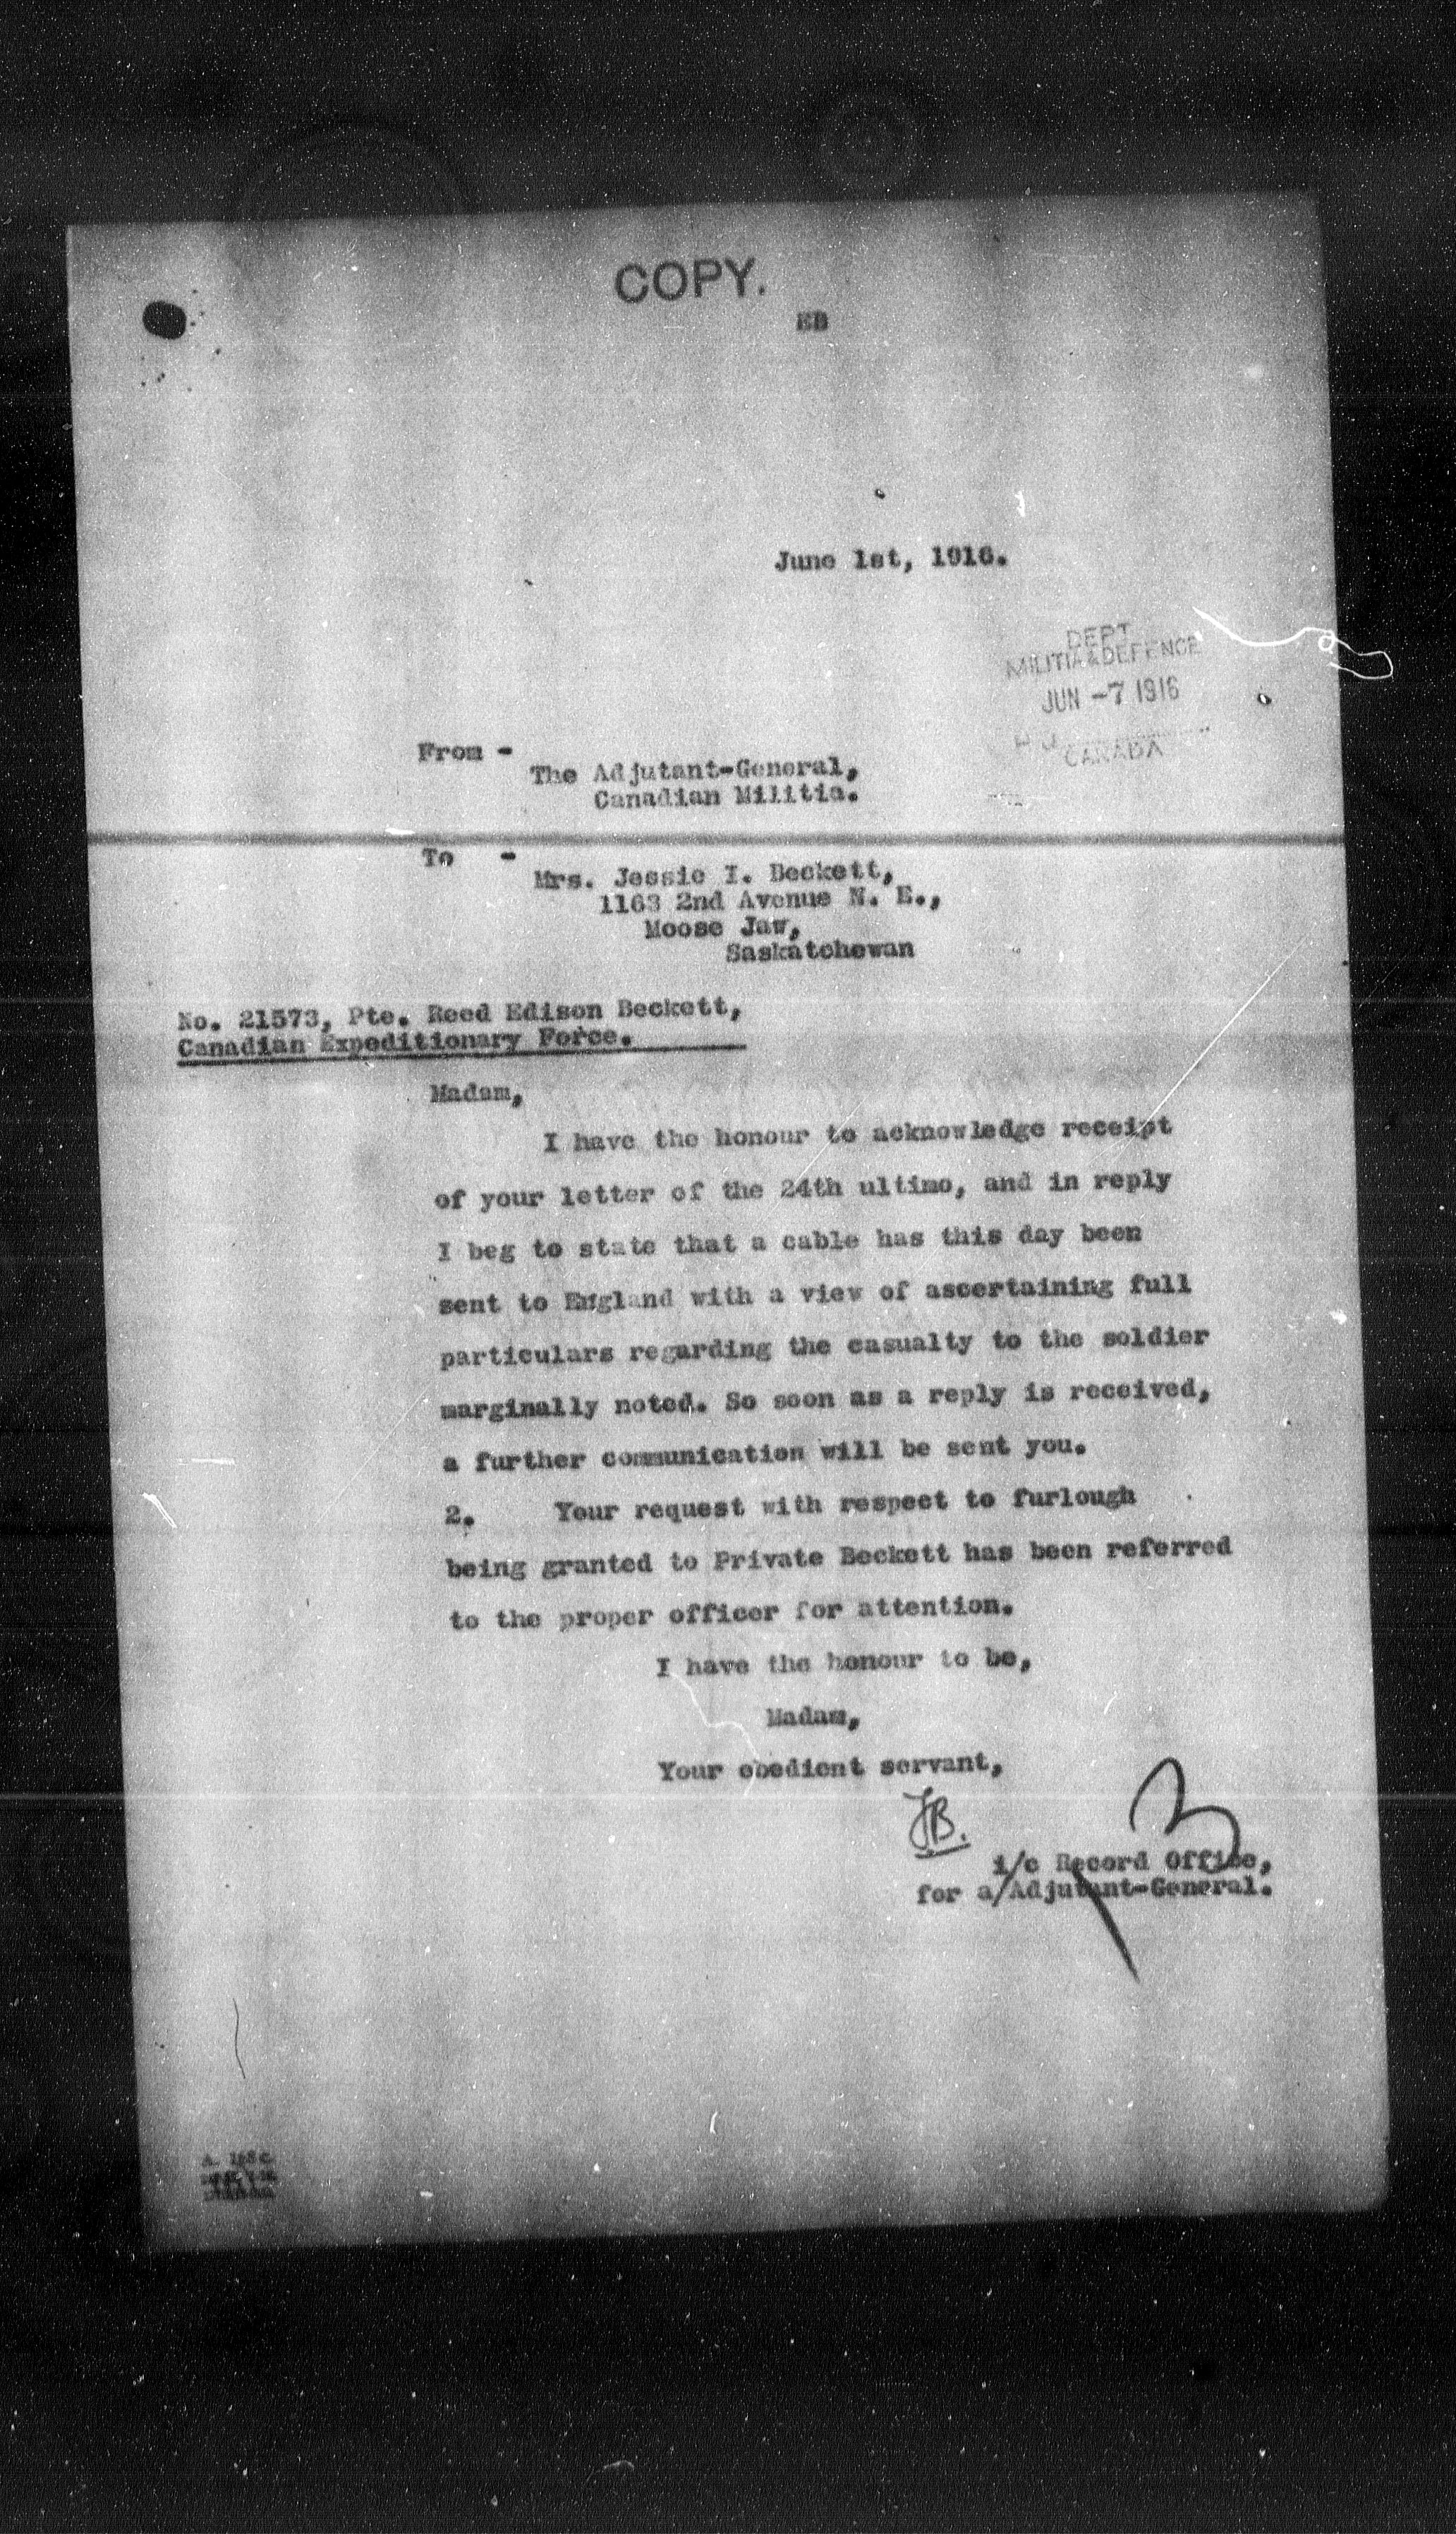 COPY.
EB
June 1st, 1916.
DEPT.
MILITIA & DEFENCE
JUN -7 1916
CANADA
From -
The Adjutant-General,
Canadian Militia.
To -
Mrs. Jessie I. Beckett,
1163 2nd Avenue N. E.,
Moose Jaw,
Saskatchewan
No. 21573, Pte. Reed Edison Beckett,
Canadian Expeditionary Force.
Madam,
I have the honour to acknowledge receipt
of your letter of the 24th ultimo, and in reply
I beg to state that a cable has this day been
sent to England with a view of ascertaining full
particulars regarding the casualty to the soldier
marginally noted. So soon as a reply is received,
a further communication will be sent you.
2. Your request with respect to furlough
being granted to Private Beckett has been referred
to the proper officer for attention.
I have the honour to be,
Madam,
Your obedient servant,
JB.
i/c Record Office,
for a/Adjutant-General.